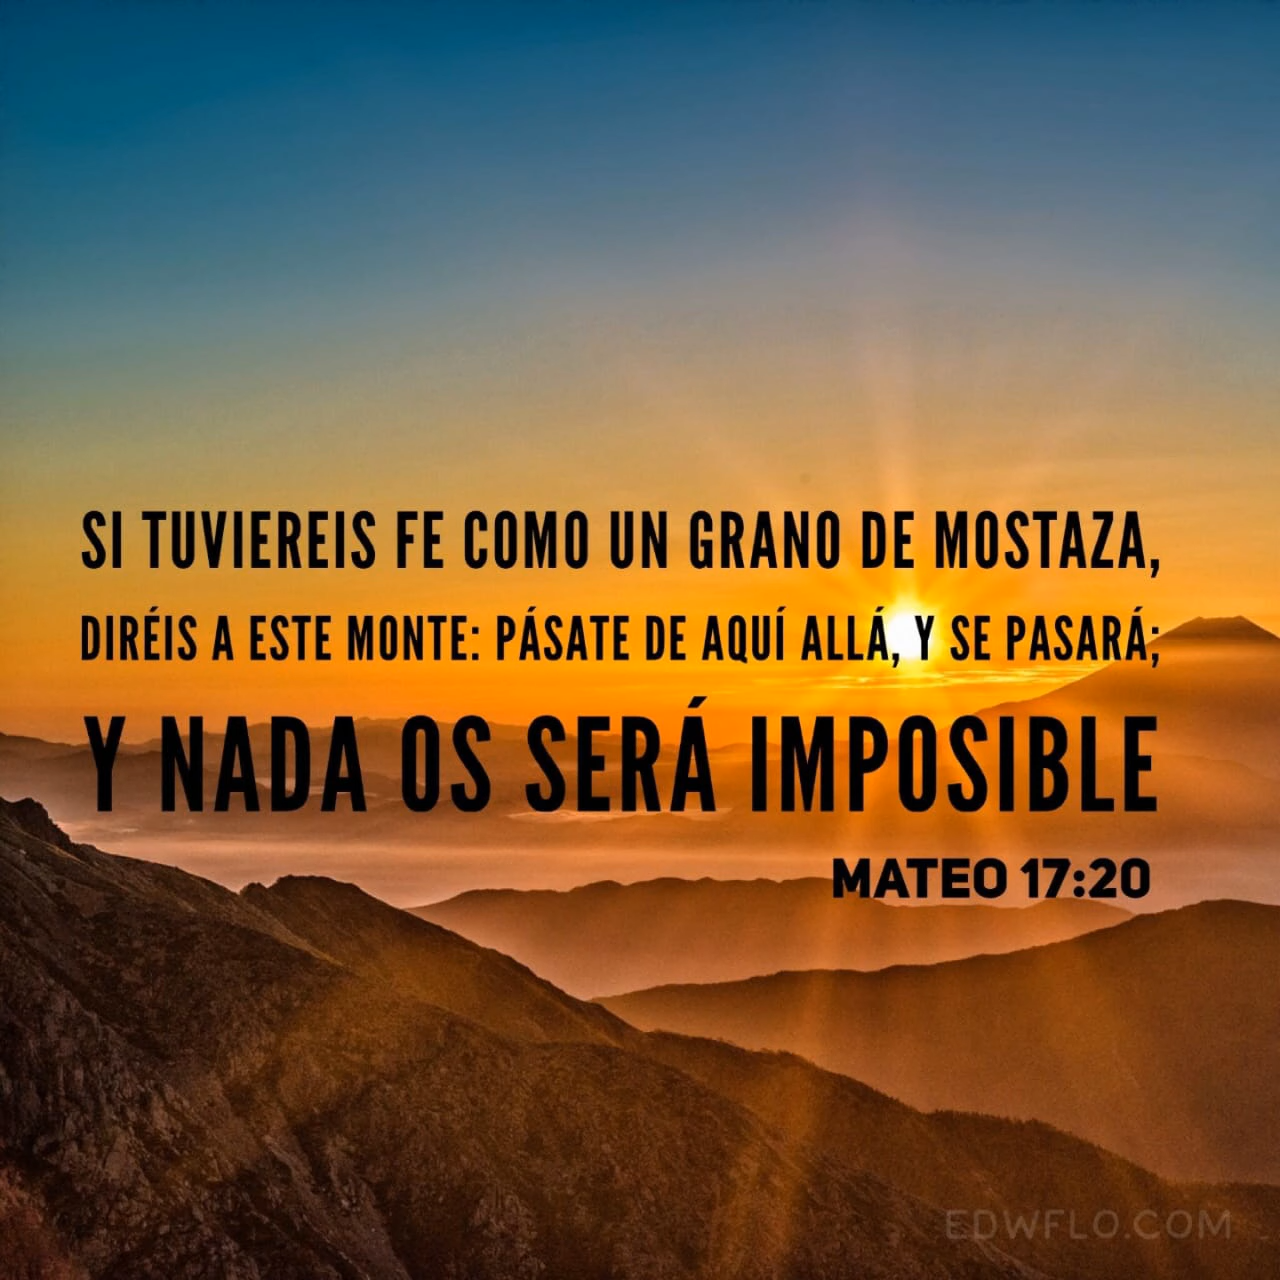 SI TUVIEREIS FE COMO UN GRANO DE MOSTAZA,
DIRÉIS A ESTE MONTE: PÁSATE DE AQUÍ ALLÁ, Y SE PASARÁ;
Y NADA OS SERÁ IMPOSIBLE
MATEO 17:20
EDWFLO.COM